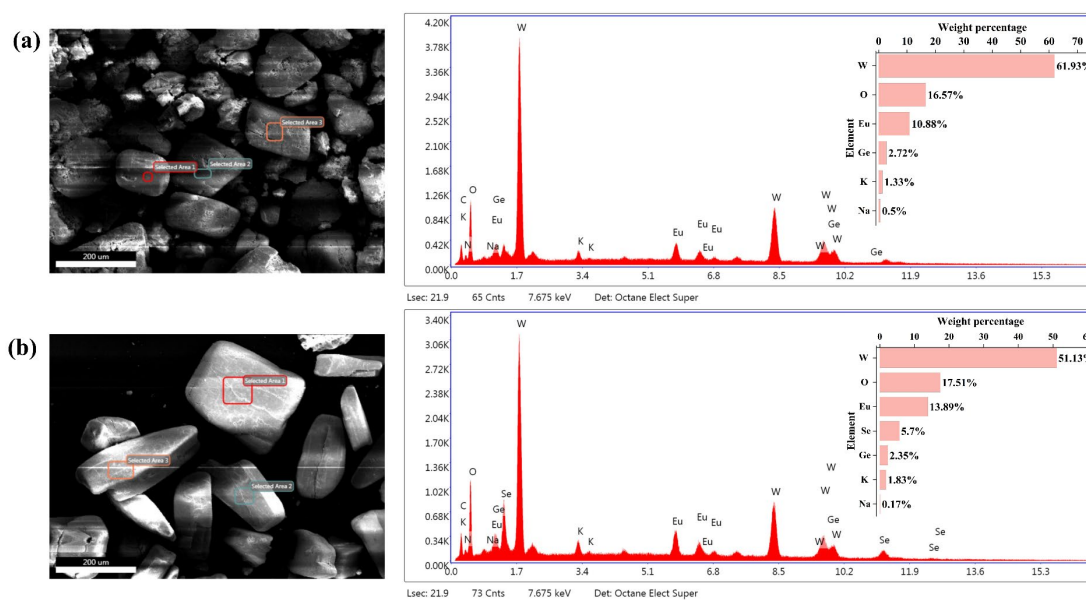 (a)
Selected Area 3
Selected Area 1
Selected Area 2
200 um
4.20K
3.78K
3.36K
2.94K
2.52K
2.10K
1.68K
1.26K
0.84K
0.42K
0.00K
W
C
K
N
O
Na
Ge
Eu
K
K
Eu
Eu
Eu
Eu
W
W
W
W
Ge
W
Ge
0.0 1.7 3.4 5.1 6.8 8.5 10.2 11.9 13.6 15.3
Lsec: 21.9 65 Cnts 7.675 keV Det: Octane Elect Super
Weight percentage
0 10 20 30 40 50 60 70
Element
W 61.93%
O 16.57%
Eu 10.88%
Ge 2.72%
K 1.33%
Na 0.5%
(b)
Selected Area 1
Selected Area 3
Selected Area 2
200 um
3.40K
3.06K
2.72K
2.38K
2.04K
1.70K
1.36K
1.02K
0.68K
0.34K
0.00K
W
C
K
N
O
Na
Ge
Eu
Se
K
K
Eu
Eu
Eu
Eu
W
W
W
W
Ge
W
Se
Se
Se
0.0 1.7 3.4 5.1 6.8 8.5 10.2 11.9 13.6 15.3
Lsec: 21.9 73 Cnts 7.675 keV Det: Octane Elect Super
Weight percentage
0 10 20 30 40 50
Element
W 51.13%
O 17.51%
Eu 13.89%
Se 5.7%
Ge 2.35%
K 1.83%
Na 0.17%